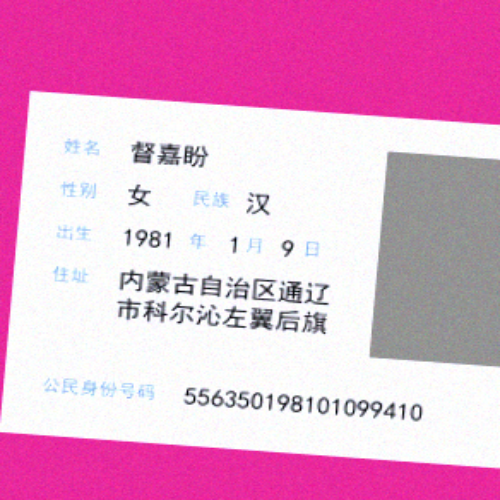 姓名 督嘉盼
性别 女 民族 汉
出生 1981 年 1 月 9 日
住址 内蒙古自治区通辽
市科尔沁左翼后旗
公民身份号码 556350198101099410